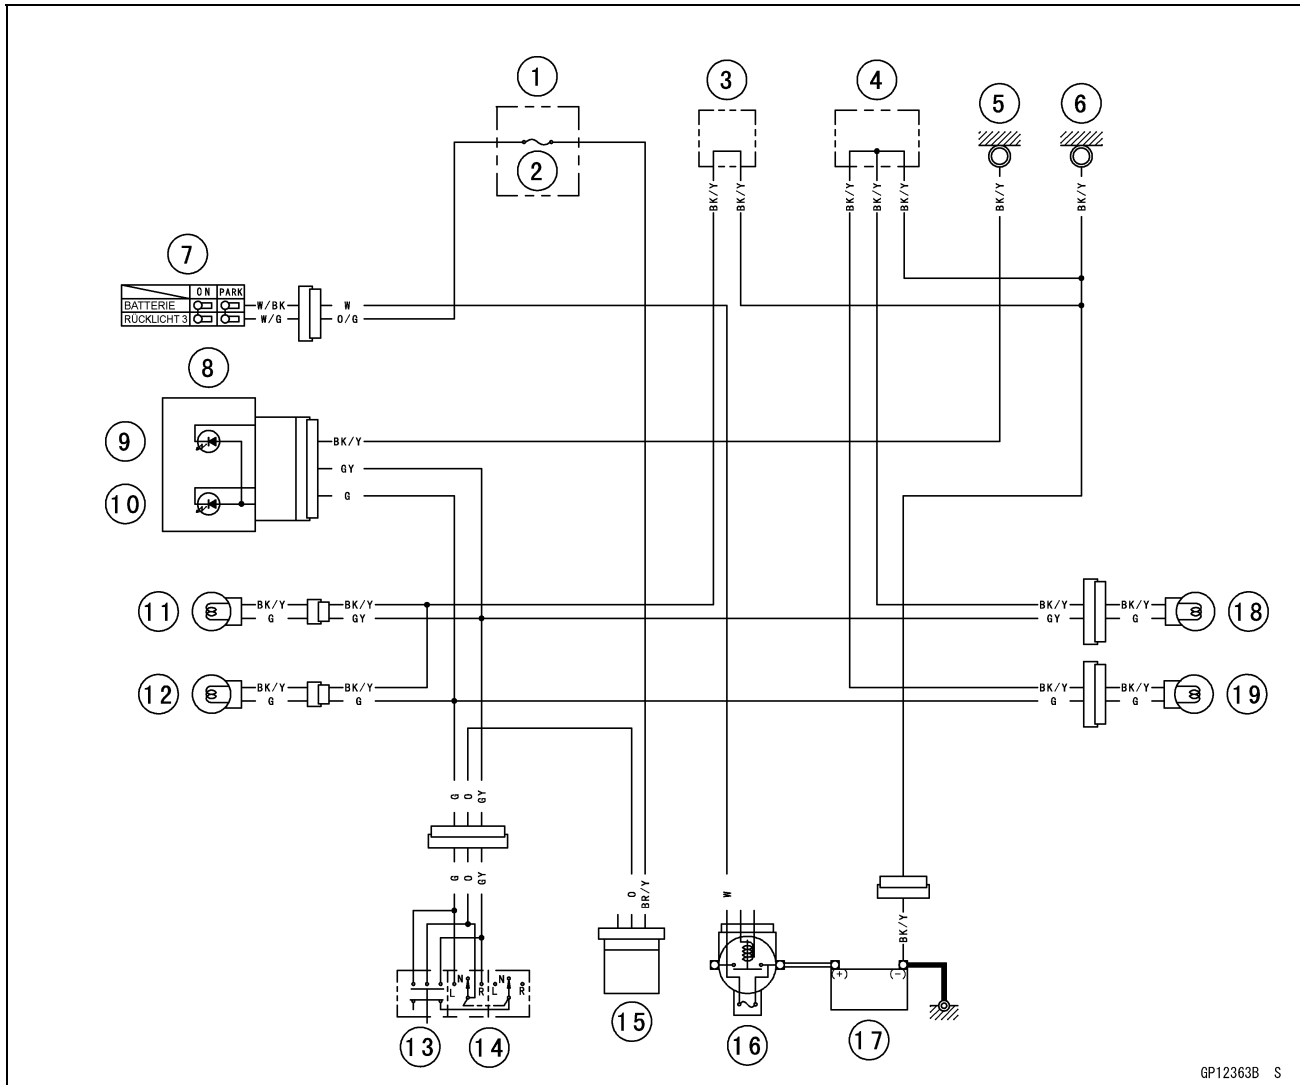 1
3
4
5
6
2
BK/Y
BK/Y
BK/Y
BK/Y
BK/Y
BK/Y
BK/Y
7
ON PARK
BATTERIE
RÜCKLICHT 3
W/BK W
W/G O/G
8
9
BK/Y
GY
10
G
11
BK/Y BK/Y BK/Y BK/Y
G GY GY G
18
12
BK/Y BK/Y BK/Y BK/Y
G G G G
19
G O GY
G O GY
O BR/Y
W
BK/Y
L N R L N R
(+) (-)
13
14
15
16
17
GP12363B S